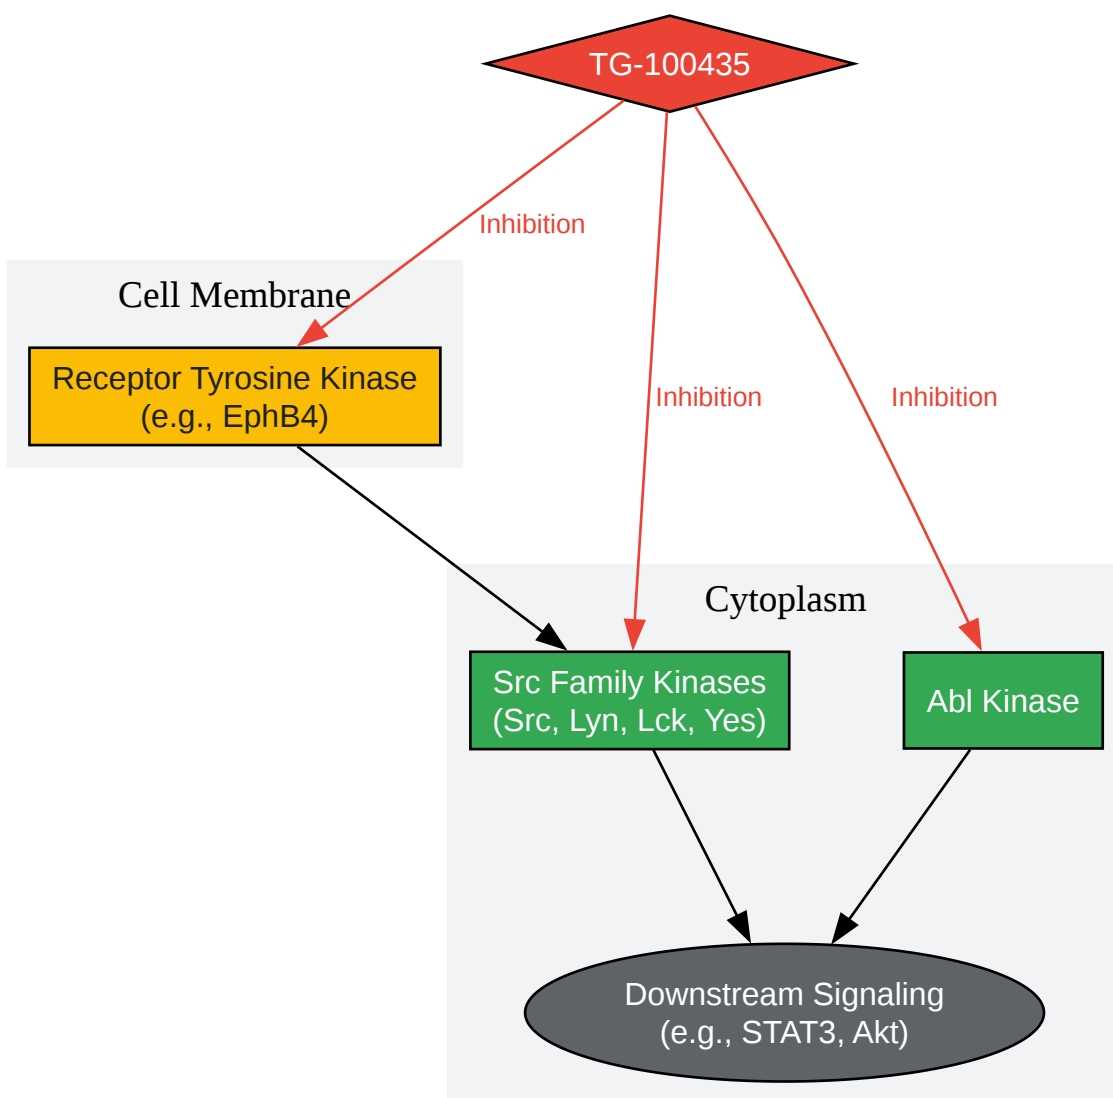 TG-100435
Inhibition
Cell Membrane
Receptor Tyrosine Kinase
(e.g., EphB4)
Inhibition
Inhibition
Cytoplasm
Src Family Kinases
(Src, Lyn, Lck, Yes)
Abl Kinase
Downstream Signaling
(e.g., STAT3, Akt)